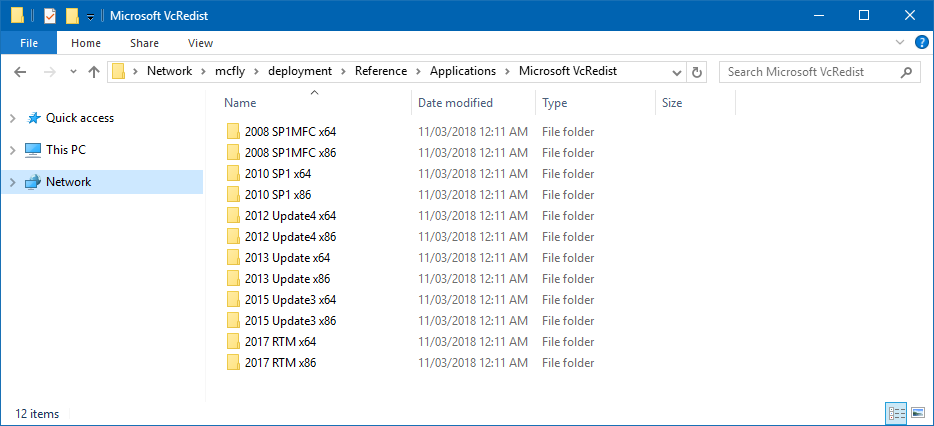 Microsoft VcRedist
File Home Share View
Network mcfly deployment Reference Applications Microsoft VcRedist Search Microsoft VcRedist
Quick access
This PC
Network
Name Date modified Type Size
2008 SP1MFC x64 11/03/2018 12:11 AM File folder
2008 SP1MFC x86 11/03/2018 12:11 AM File folder
2010 SP1 x64 11/03/2018 12:11 AM File folder
2010 SP1 x86 11/03/2018 12:11 AM File folder
2012 Update4 x64 11/03/2018 12:11 AM File folder
2012 Update4 x86 11/03/2018 12:11 AM File folder
2013 Update x64 11/03/2018 12:11 AM File folder
2013 Update x86 11/03/2018 12:11 AM File folder
2015 Update3 x64 11/03/2018 12:11 AM File folder
2015 Update3 x86 11/03/2018 12:11 AM File folder
2017 RTM x64 11/03/2018 12:11 AM File folder
2017 RTM x86 11/03/2018 12:11 AM File folder
12 items